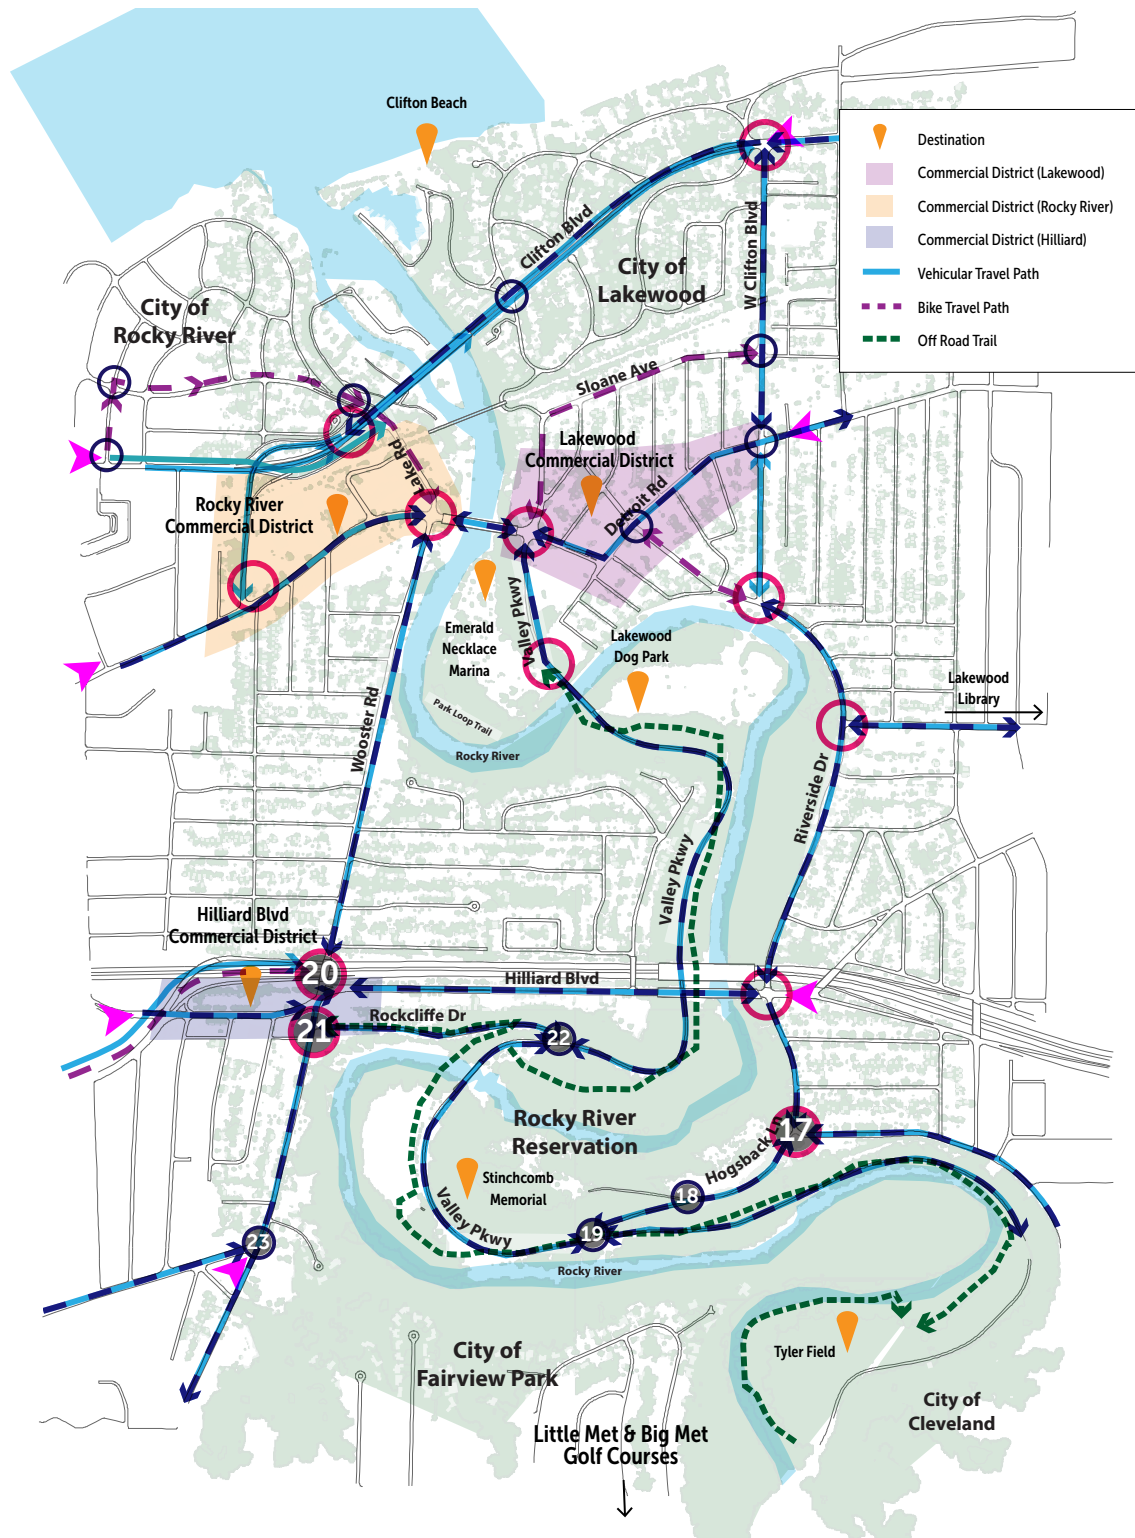 Clifton Beach
Destination
Commercial District (Lakewood)
Commercial District (Rocky River)
Commercial District (Hilliard)
Vehicular Travel Path
Bike Travel Path
Off Road Trail
Clifton Blvd
W Clifton Blvd
City of
Lakewood
City of
Rocky River
Sloane Ave
Lake Rd
Lakewood
Commercial District
Detroit Rd
Rocky River
Commercial District
Valley Pkwy
Emerald
Necklace
Marina
Lakewood
Dog Park
Lakewood
Library
Park Loop Trail
Rocky River
Wooster Rd
Riverside Dr
Valley Pkwy
Hilliard Blvd
Commercial District
20
Hilliard Blvd
21
Rockcliffe Dr
22
Rocky River
Reservation
17
Hogsback Ln
Stinchcomb
Memorial
18
Valley Pkwy
19
23
Rocky River
City of
Fairview Park
Tyler Field
City of
Cleveland
Little Met & Big Met
Golf Courses